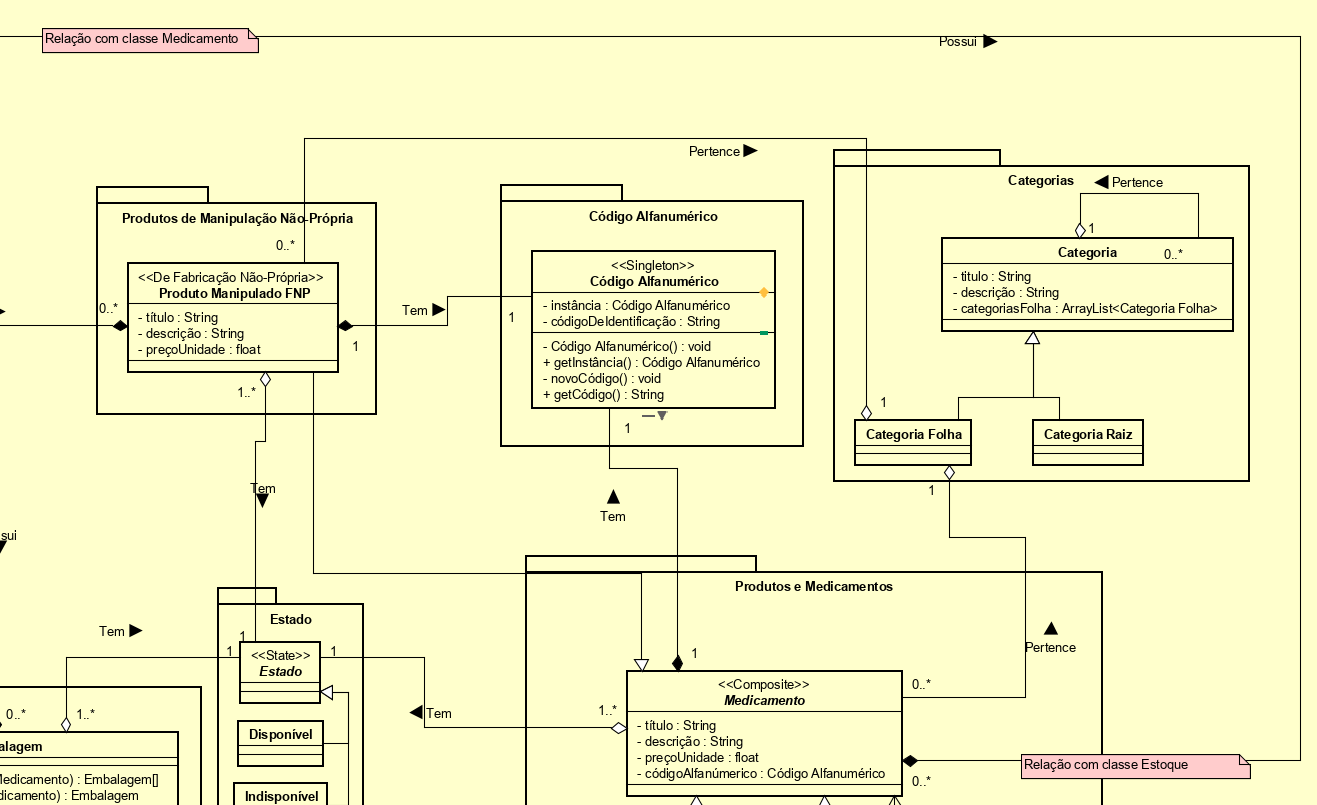 Relação com classe Medicamento
Possui
Pertence
Categorias
Pertence
1
Categoria
0..*
- titulo : String
- descrição : String
- categoriasFolha : ArrayList<Categoria Folha>
1
Categoria Folha
Categoria Raiz
1
Produtos de Manipulação Não-Própria
0..*
<<De Fabricação Não-Própria>>
Produto Manipulado FNP
0..*
- título : String
- descrição : String
- preçoUnidade : float
1
1..*
Tem
1
Código Alfanumérico
<<Singleton>>
Código Alfanumérico
- instância : Código Alfanumérico
- códigoDeIdentificação : String
- Código Alfanumérico() : void
+ getInstância() : Código Alfanumérico
- novoCódigo() : void
+ getCódigo() : String
1
Tem
Tem
sui
Produtos e Medicamentos
Pertence
Estado
Tem
1
1
1
<<State>>
Estado
Tem
Disponível
Indisponível
1
<<Composite>>
Medicamento
0..*
1..*
- título : String
- descrição : String
- preçoUnidade : float
- códigoAlfanúmerico : Código Alfanumérico
0..*
Relação com classe Estoque
0..*
1..*
alagem
Medicamento) : Embalagem[]
dicamento) : Embalagem